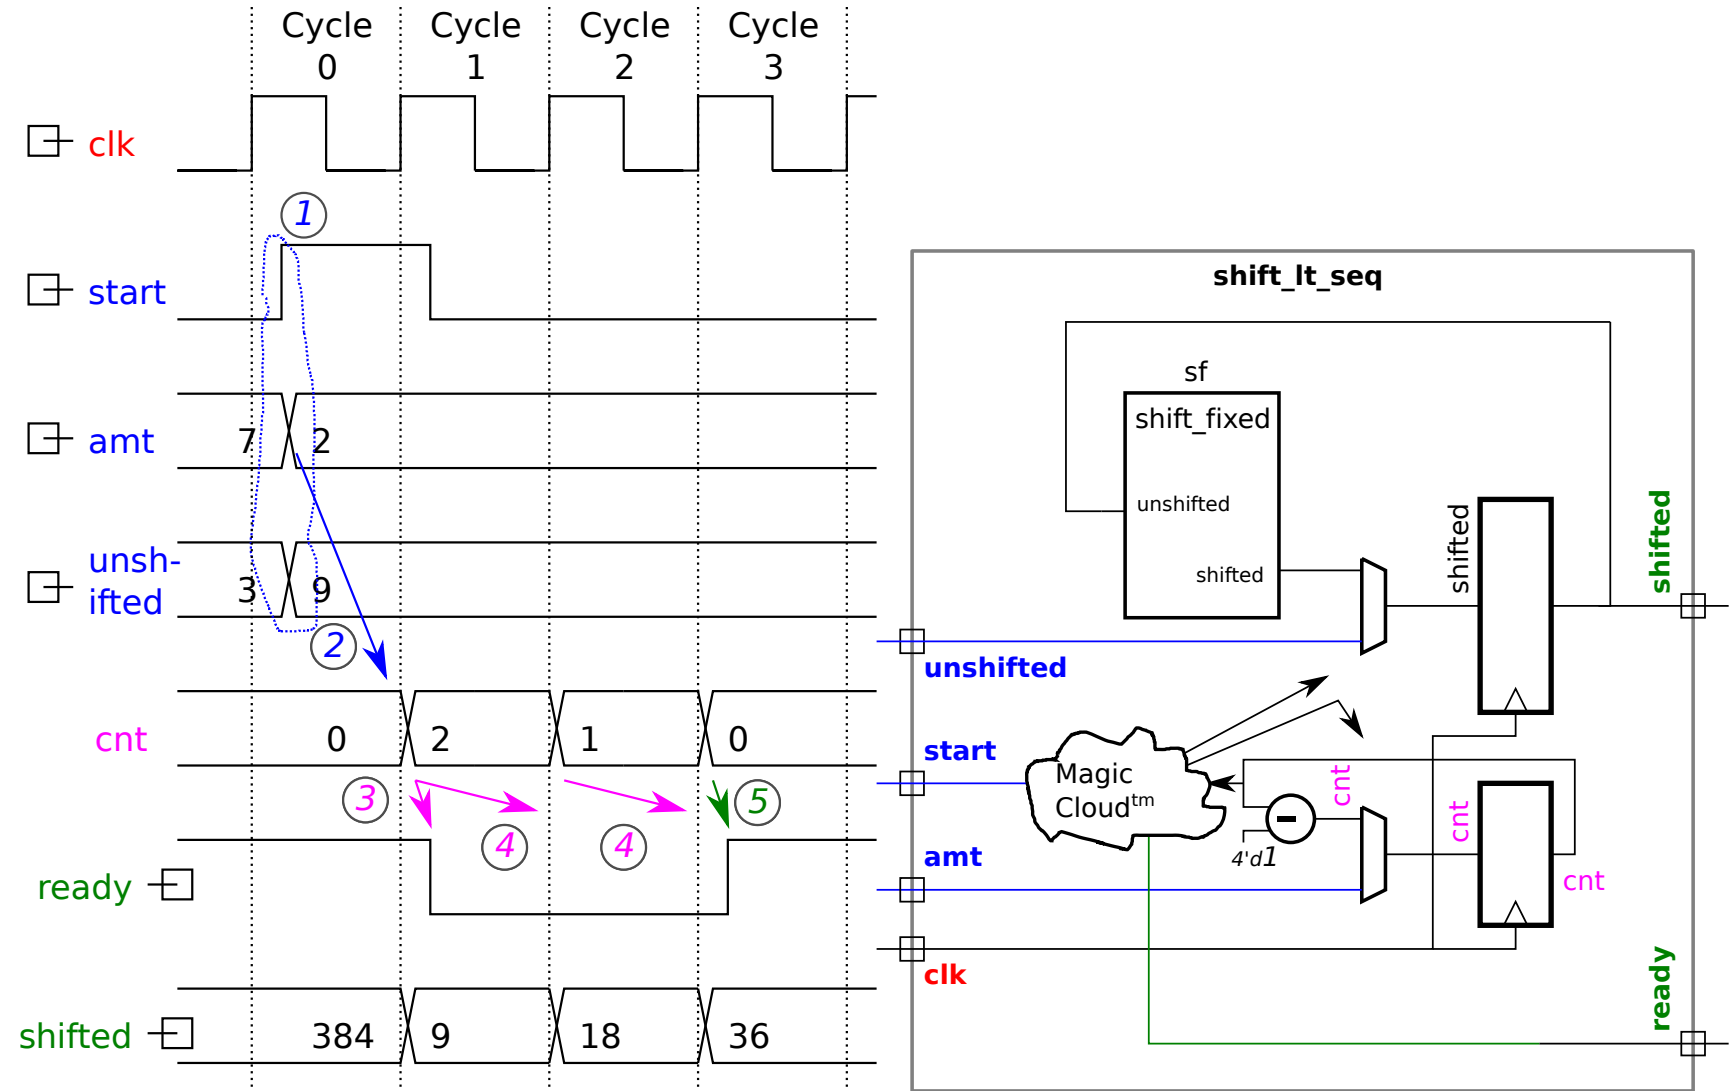 Cycle
0
Cycle
1
Cycle
2
Cycle
3
clk
1
start
amt
7
2
unsh-
ifted
3
9
2
cnt
0
2
1
0
3
4
4
5
ready
shifted
384
9
18
36
shift_lt_seq
sf
shift_fixed
unshifted
shifted
shifted
shifted
unshifted
start
Magic
Cloudtm
cnt
cnt
4'd1
amt
cnt
clk
ready